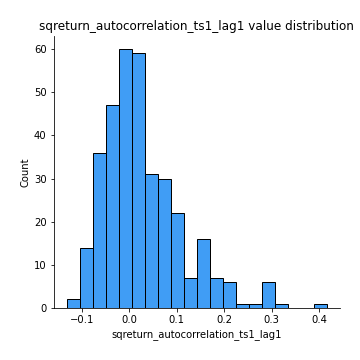 sqreturn_autocorrelation_ts1_lag1 value distribution
60
50
40
30
20
10
0
Count
−0.1 0.0 0.1 0.2 0.3 0.4
sqreturn_autocorrelation_ts1_lag1